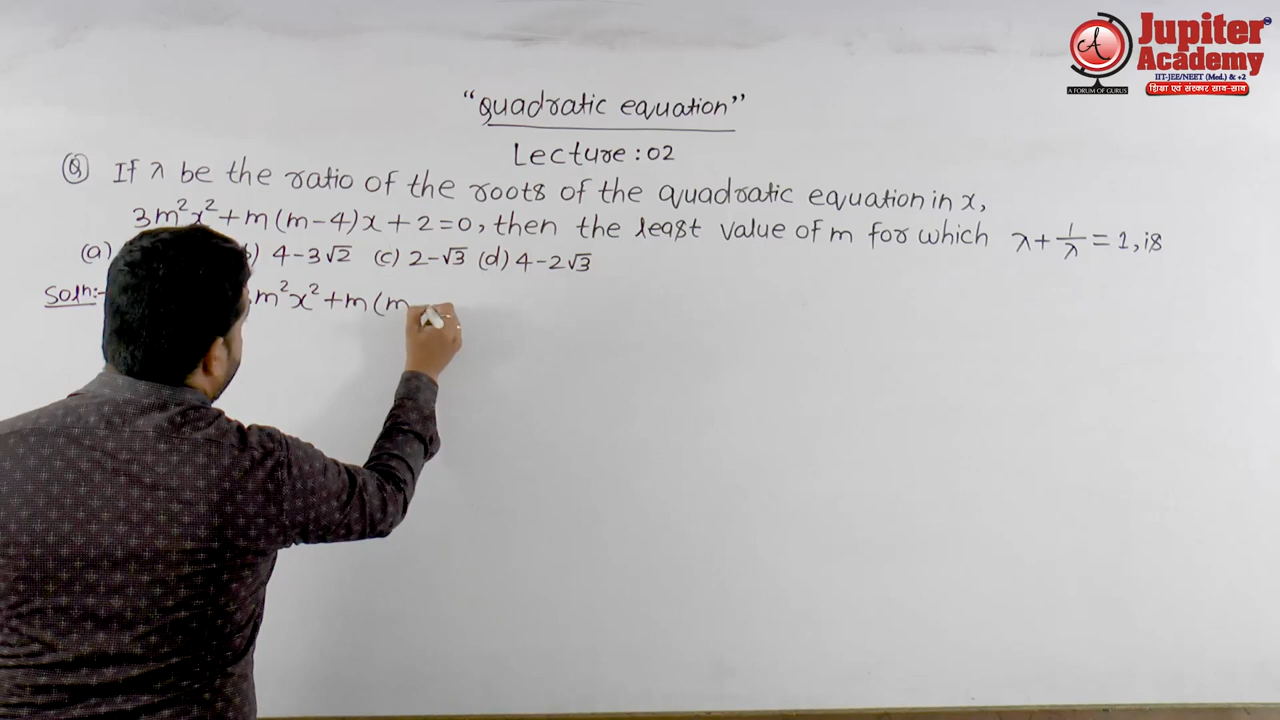 Jupiter
Academy
IIT-JEE/NEET (Med.) & +2
A FORUM OF GURUS
शिक्षा एवं संस्कार साथ-साथ
"Quadratic equation"
Lecture : 02
Q If λ be the ratio of the roots of the quadratic equation in x,
3m²x² + m(m-4)x + 2 = 0, then the least value of m for which λ + 1/λ = 1, is
(a) ) 4-3√2 (c) 2-√3 (d) 4-2√3
Solⁿ:- m²x² + m(m